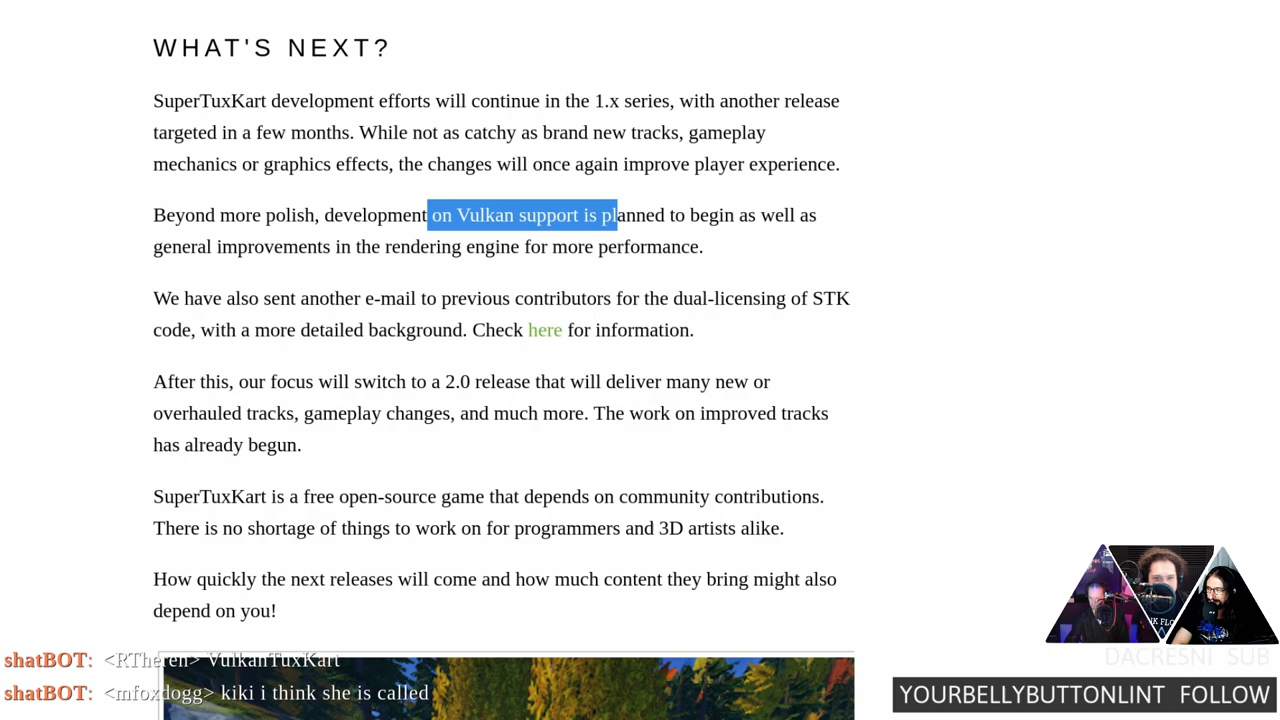 WHAT'S NEXT?
SuperTuxKart development efforts will continue in the 1.x series, with another release
targeted in a few months. While not as catchy as brand new tracks, gameplay
mechanics or graphics effects, the changes will once again improve player experience.
Beyond more polish, development on Vulkan support is planned to begin as well as
general improvements in the rendering engine for more performance.
We have also sent another e-mail to previous contributors for the dual-licensing of STK
code, with a more detailed background. Check here for information.
After this, our focus will switch to a 2.0 release that will deliver many new or
overhauled tracks, gameplay changes, and much more. The work on improved tracks
has already begun.
SuperTuxKart is a free open-source game that depends on community contributions.
There is no shortage of things to work on for programmers and 3D artists alike.
How quickly the next releases will come and how much content they bring might also
depend on you!
shatBOT: <RTheren> VulkanTuxKart
shatBOT: <mfoxdogg> kiki i think she is called
DACRESNI SUB
YOURBELLYBUTTONLINT FOLLOW